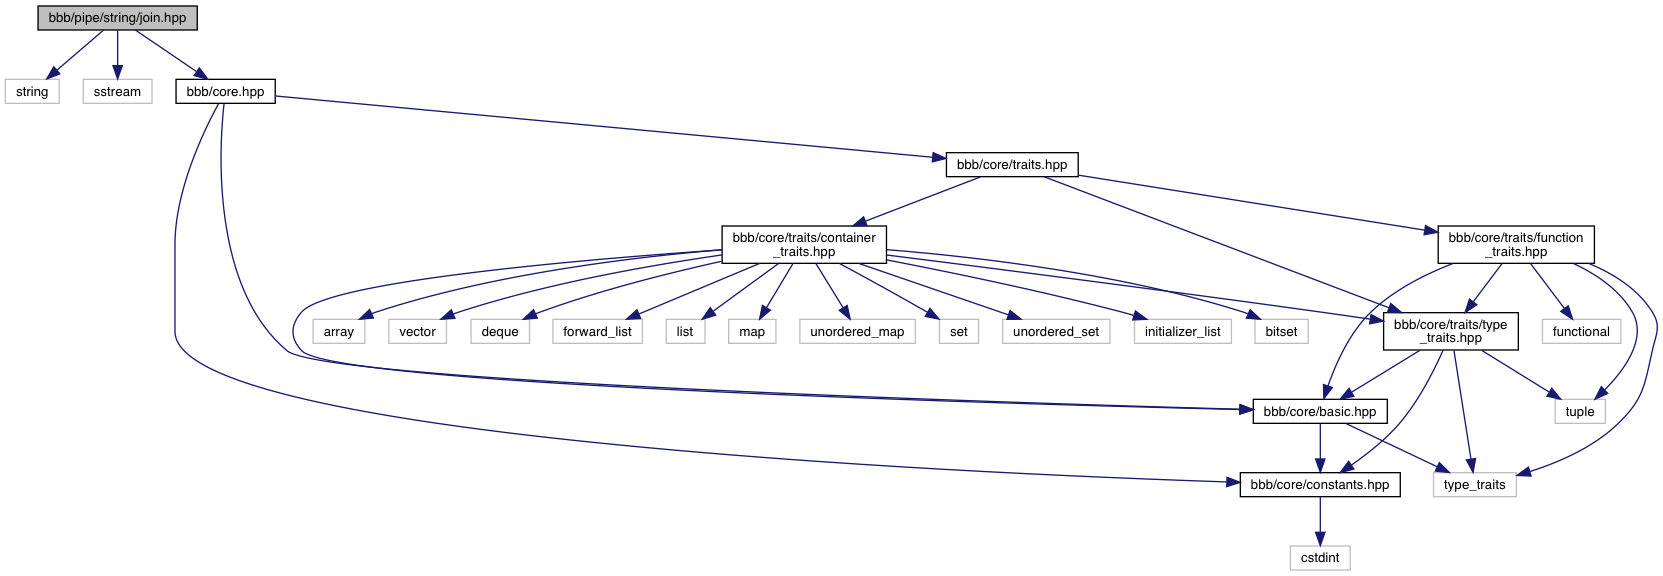 bbb/pipe/string/join.hpp
string
sstream
bbb/core.hpp
bbb/core/traits.hpp
bbb/core/traits/container
_traits.hpp
bbb/core/traits/function
_traits.hpp
array
vector
deque
forward_list
list
map
unordered_map
set
unordered_set
initializer_list
bitset
bbb/core/traits/type
_traits.hpp
functional
bbb/core/basic.hpp
tuple
bbb/core/constants.hpp
type_traits
cstdint